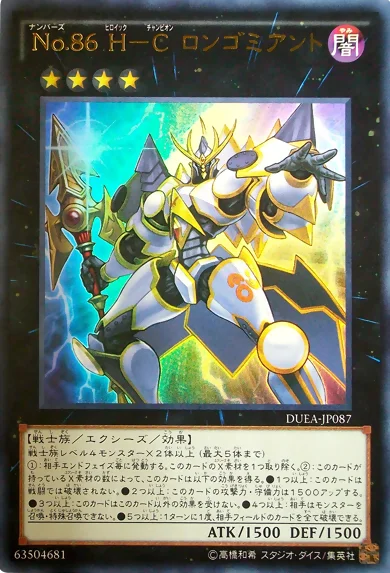 ナンバーズ ヒロイック チャンピオン
No.86 H-C ロンゴミアント
闇
86
DUEA-JP087
【戦士族／エクシーズ／効果】
戦士族レベル4モンスター×2体以上（最大5体まで）
①：相手エンドフェイズ毎に発動する。このカードのX素材を1つ取り除く。②：このカードが
持っているX素材の数によって、このカードは以下の効果を得る。●1つ以上：このカードは
戦闘では破壊されない。●2つ以上：このカードの攻撃力・守備力は1500アップする。
●3つ以上：このカードはこのカード以外の効果を受けない。●4つ以上：相手はモンスターを
召喚・特殊召喚できない。●5つ以上：1ターンに1度、相手フィールドのカードを全て破壊できる。
ATK/1500 DEF/1500
63504681
©高橋和希 スタジオ・ダイス/集英社